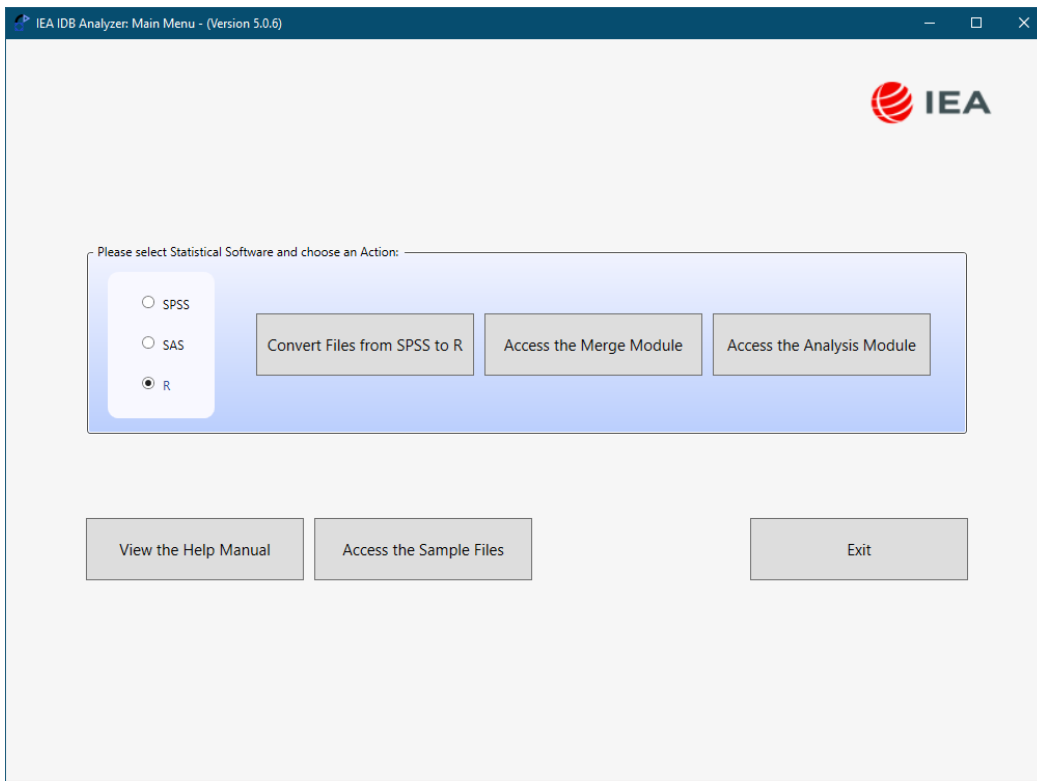 IEA IDB Analyzer: Main Menu - (Version 5.0.6)
IEA
Please select Statistical Software and choose an Action:
SPSS
SAS
R
Convert Files from SPSS to R
Access the Merge Module
Access the Analysis Module
View the Help Manual
Access the Sample Files
Exit